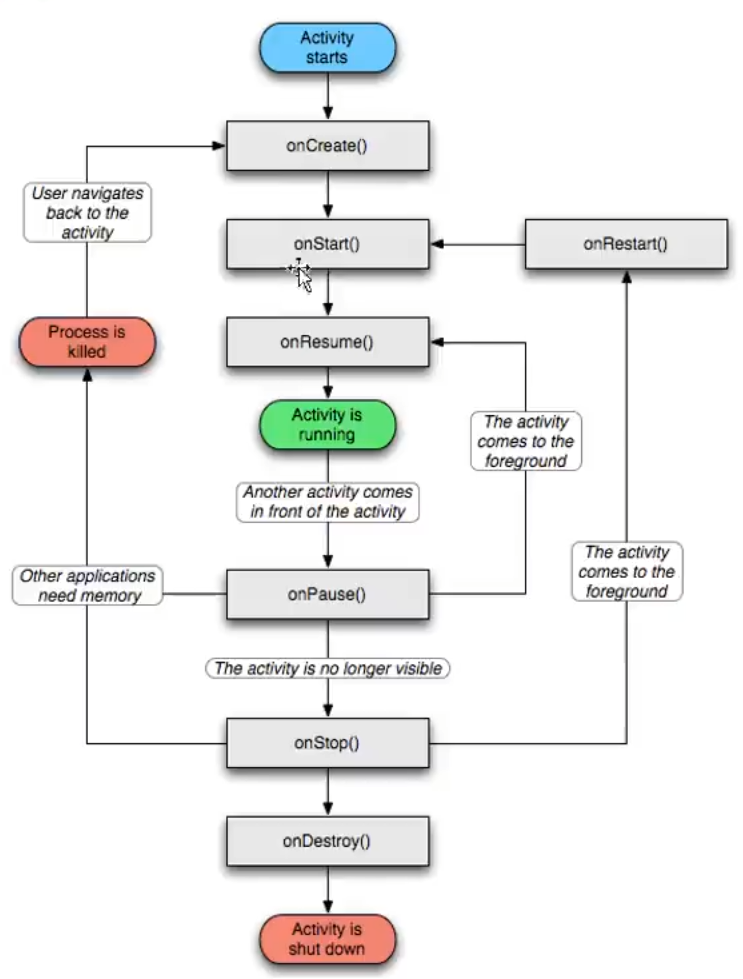 Activity
starts
onCreate()
User navigates
back to the
activity
onStart()
onRestart()
Process is
killed
onResume()
Activity is
running
The activity
comes to the
foreground
Another activity comes
in front of the activity
The activity
comes to the
foreground
Other applications
need memory
onPause()
The activity is no longer visible
onStop()
onDestroy()
Activity is
shut down